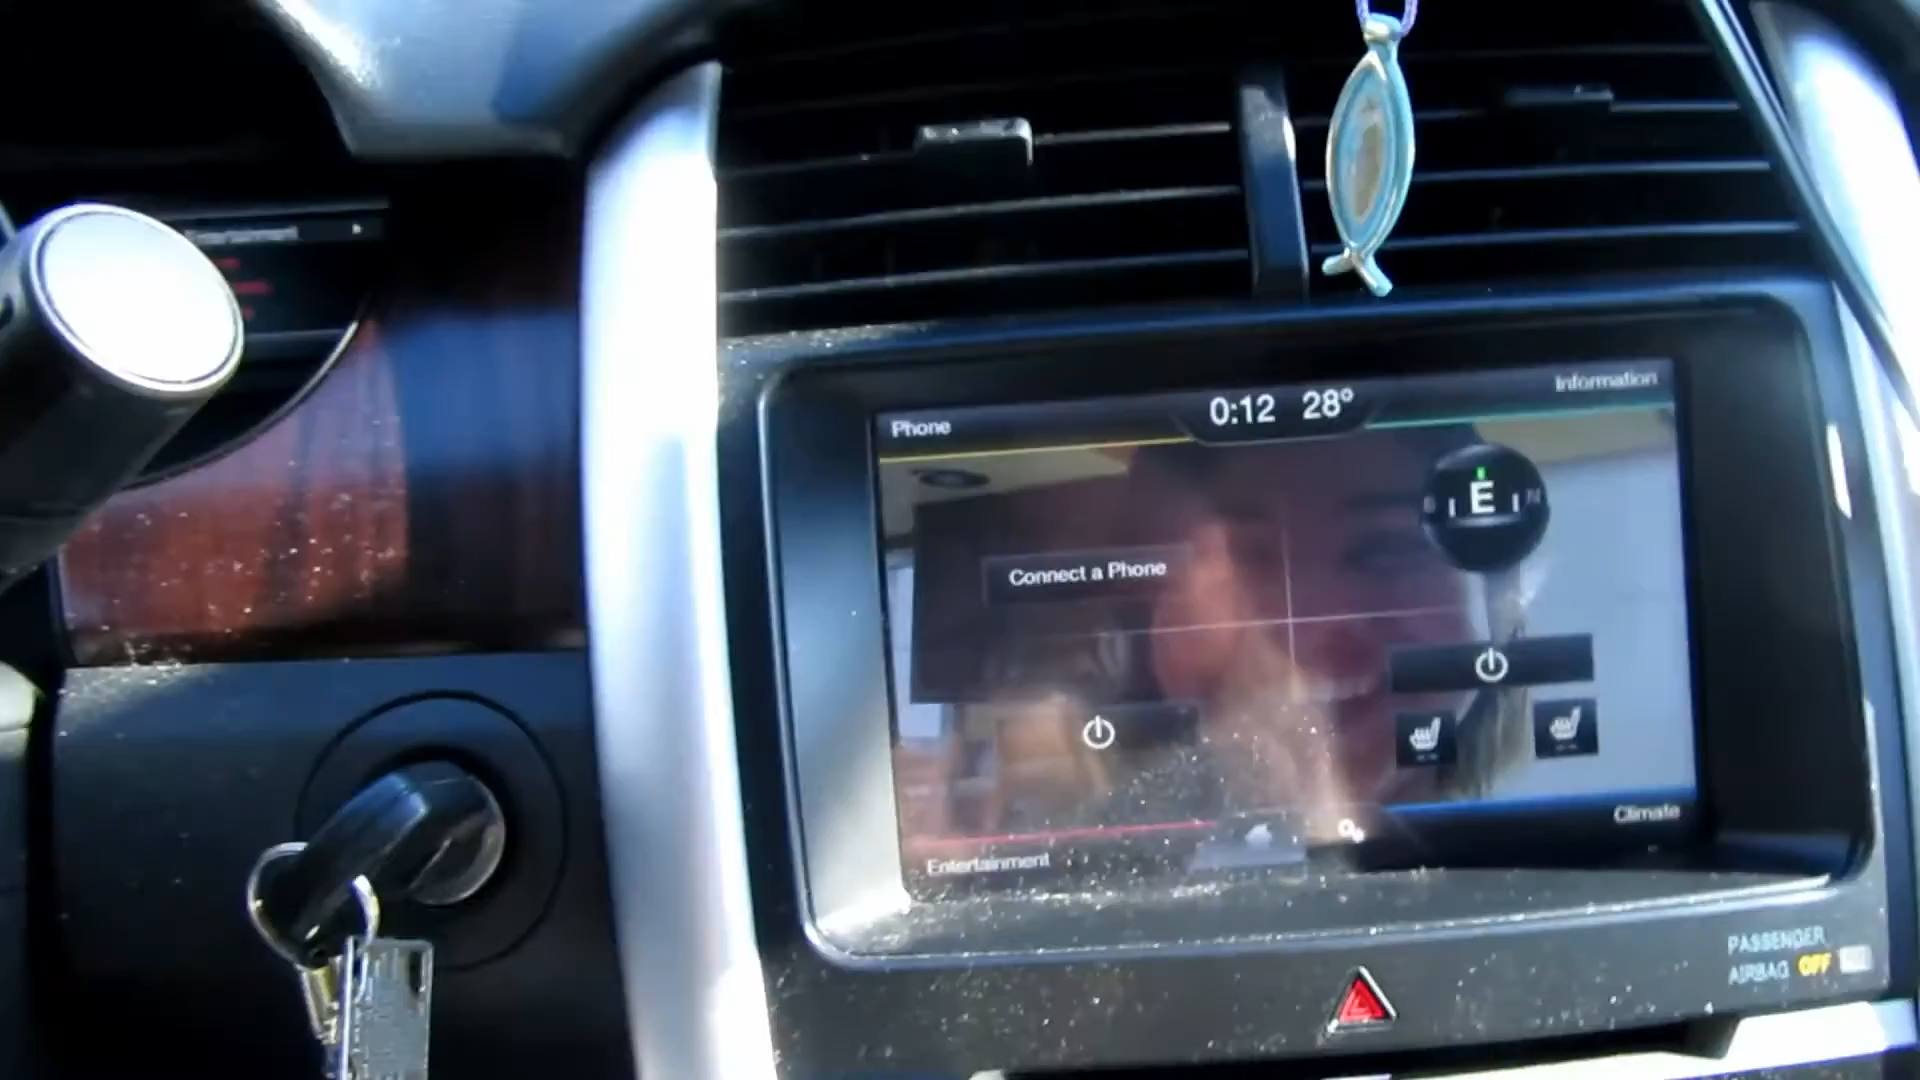 Phone
0:12 28°
Information
E
Connect a Phone
Entertainment
Climate
PASSENGER
AIRBAG OFF